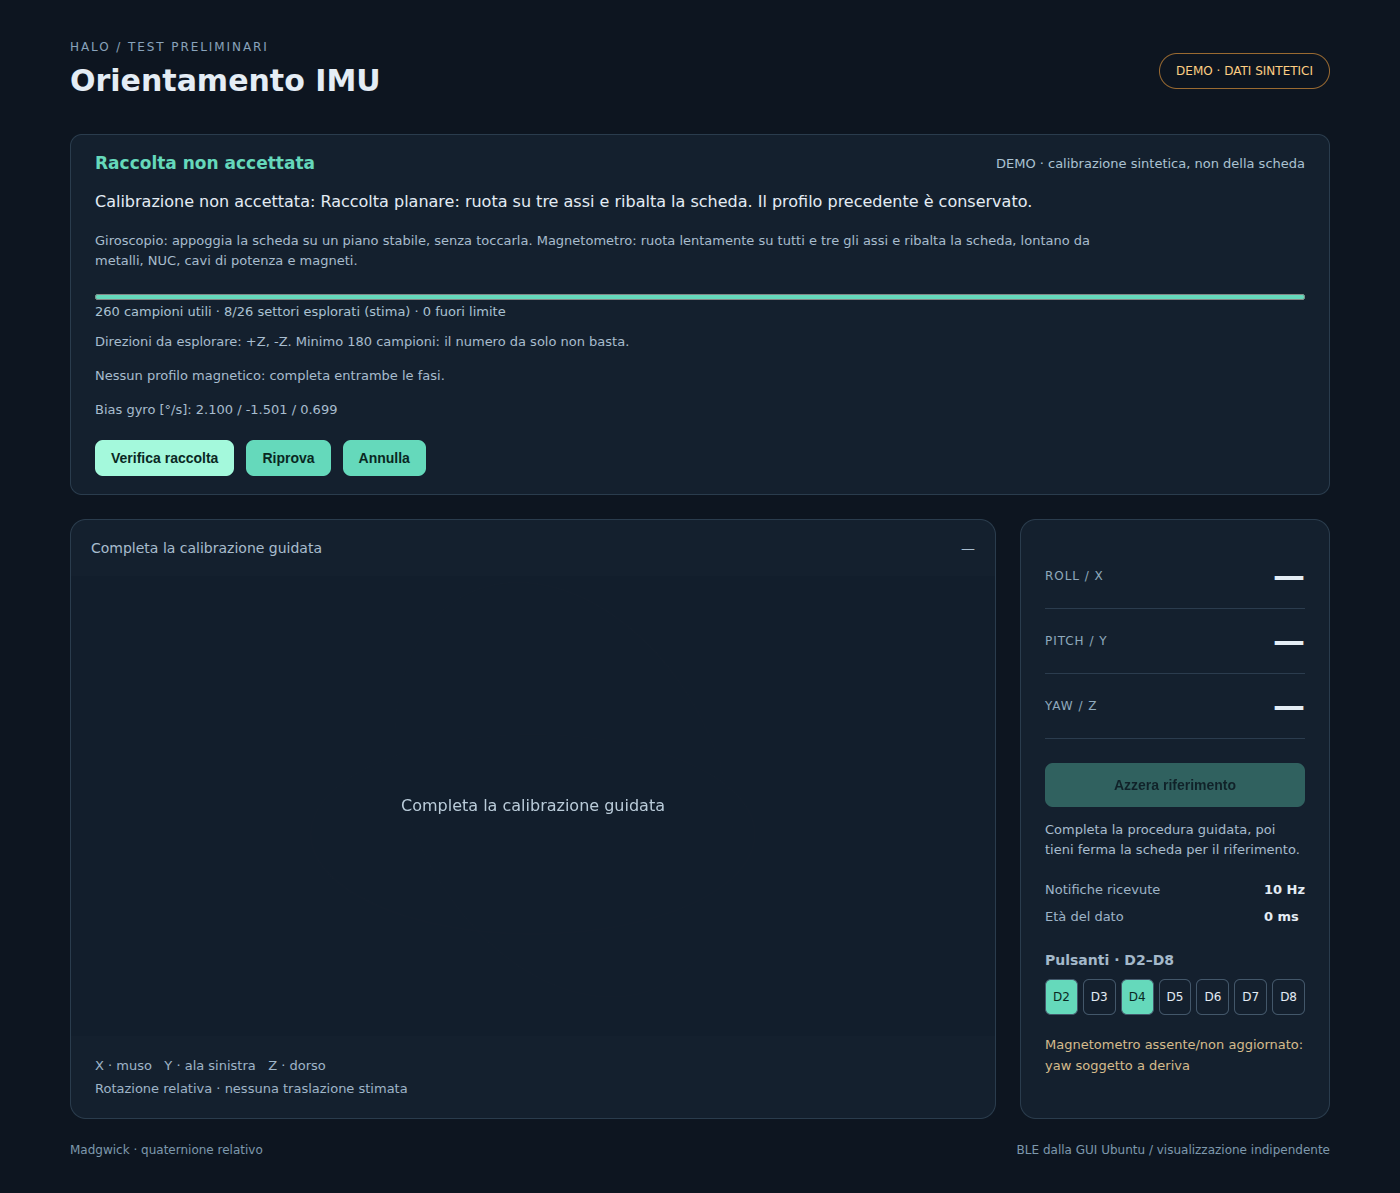 HALO / TEST PRELIMINARI
Orientamento IMU
DEMO · DATI SINTETICI
Raccolta non accettata
DEMO · calibrazione sintetica, non della scheda
Calibrazione non accettata: Raccolta planare: ruota su tre assi e ribalta la scheda. Il profilo precedente è conservato.
Giroscopio: appoggia la scheda su un piano stabile, senza toccarla. Magnetometro: ruota lentamente su tutti e tre gli assi e ribalta la scheda, lontano da
metalli, NUC, cavi di potenza e magneti.
260 campioni utili · 8/26 settori esplorati (stima) · 0 fuori limite
Direzioni da esplorare: +Z, -Z. Minimo 180 campioni: il numero da solo non basta.
Nessun profilo magnetico: completa entrambe le fasi.
Bias gyro [°/s]: 2.100 / -1.501 / 0.699
Verifica raccolta
Riprova
Annulla
Completa la calibrazione guidata
—
Completa la calibrazione guidata
X · muso Y · ala sinistra Z · dorso
Rotazione relativa · nessuna traslazione stimata
ROLL / X
—
PITCH / Y
—
YAW / Z
—
Azzera riferimento
Completa la procedura guidata, poi
tieni ferma la scheda per il riferimento.
Notifiche ricevute 10 Hz
Età del dato 0 ms
Pulsanti · D2–D8
D2 D3 D4 D5 D6 D7 D8
Magnetometro assente/non aggiornato:
yaw soggetto a deriva
Madgwick · quaternione relativo
BLE dalla GUI Ubuntu / visualizzazione indipendente